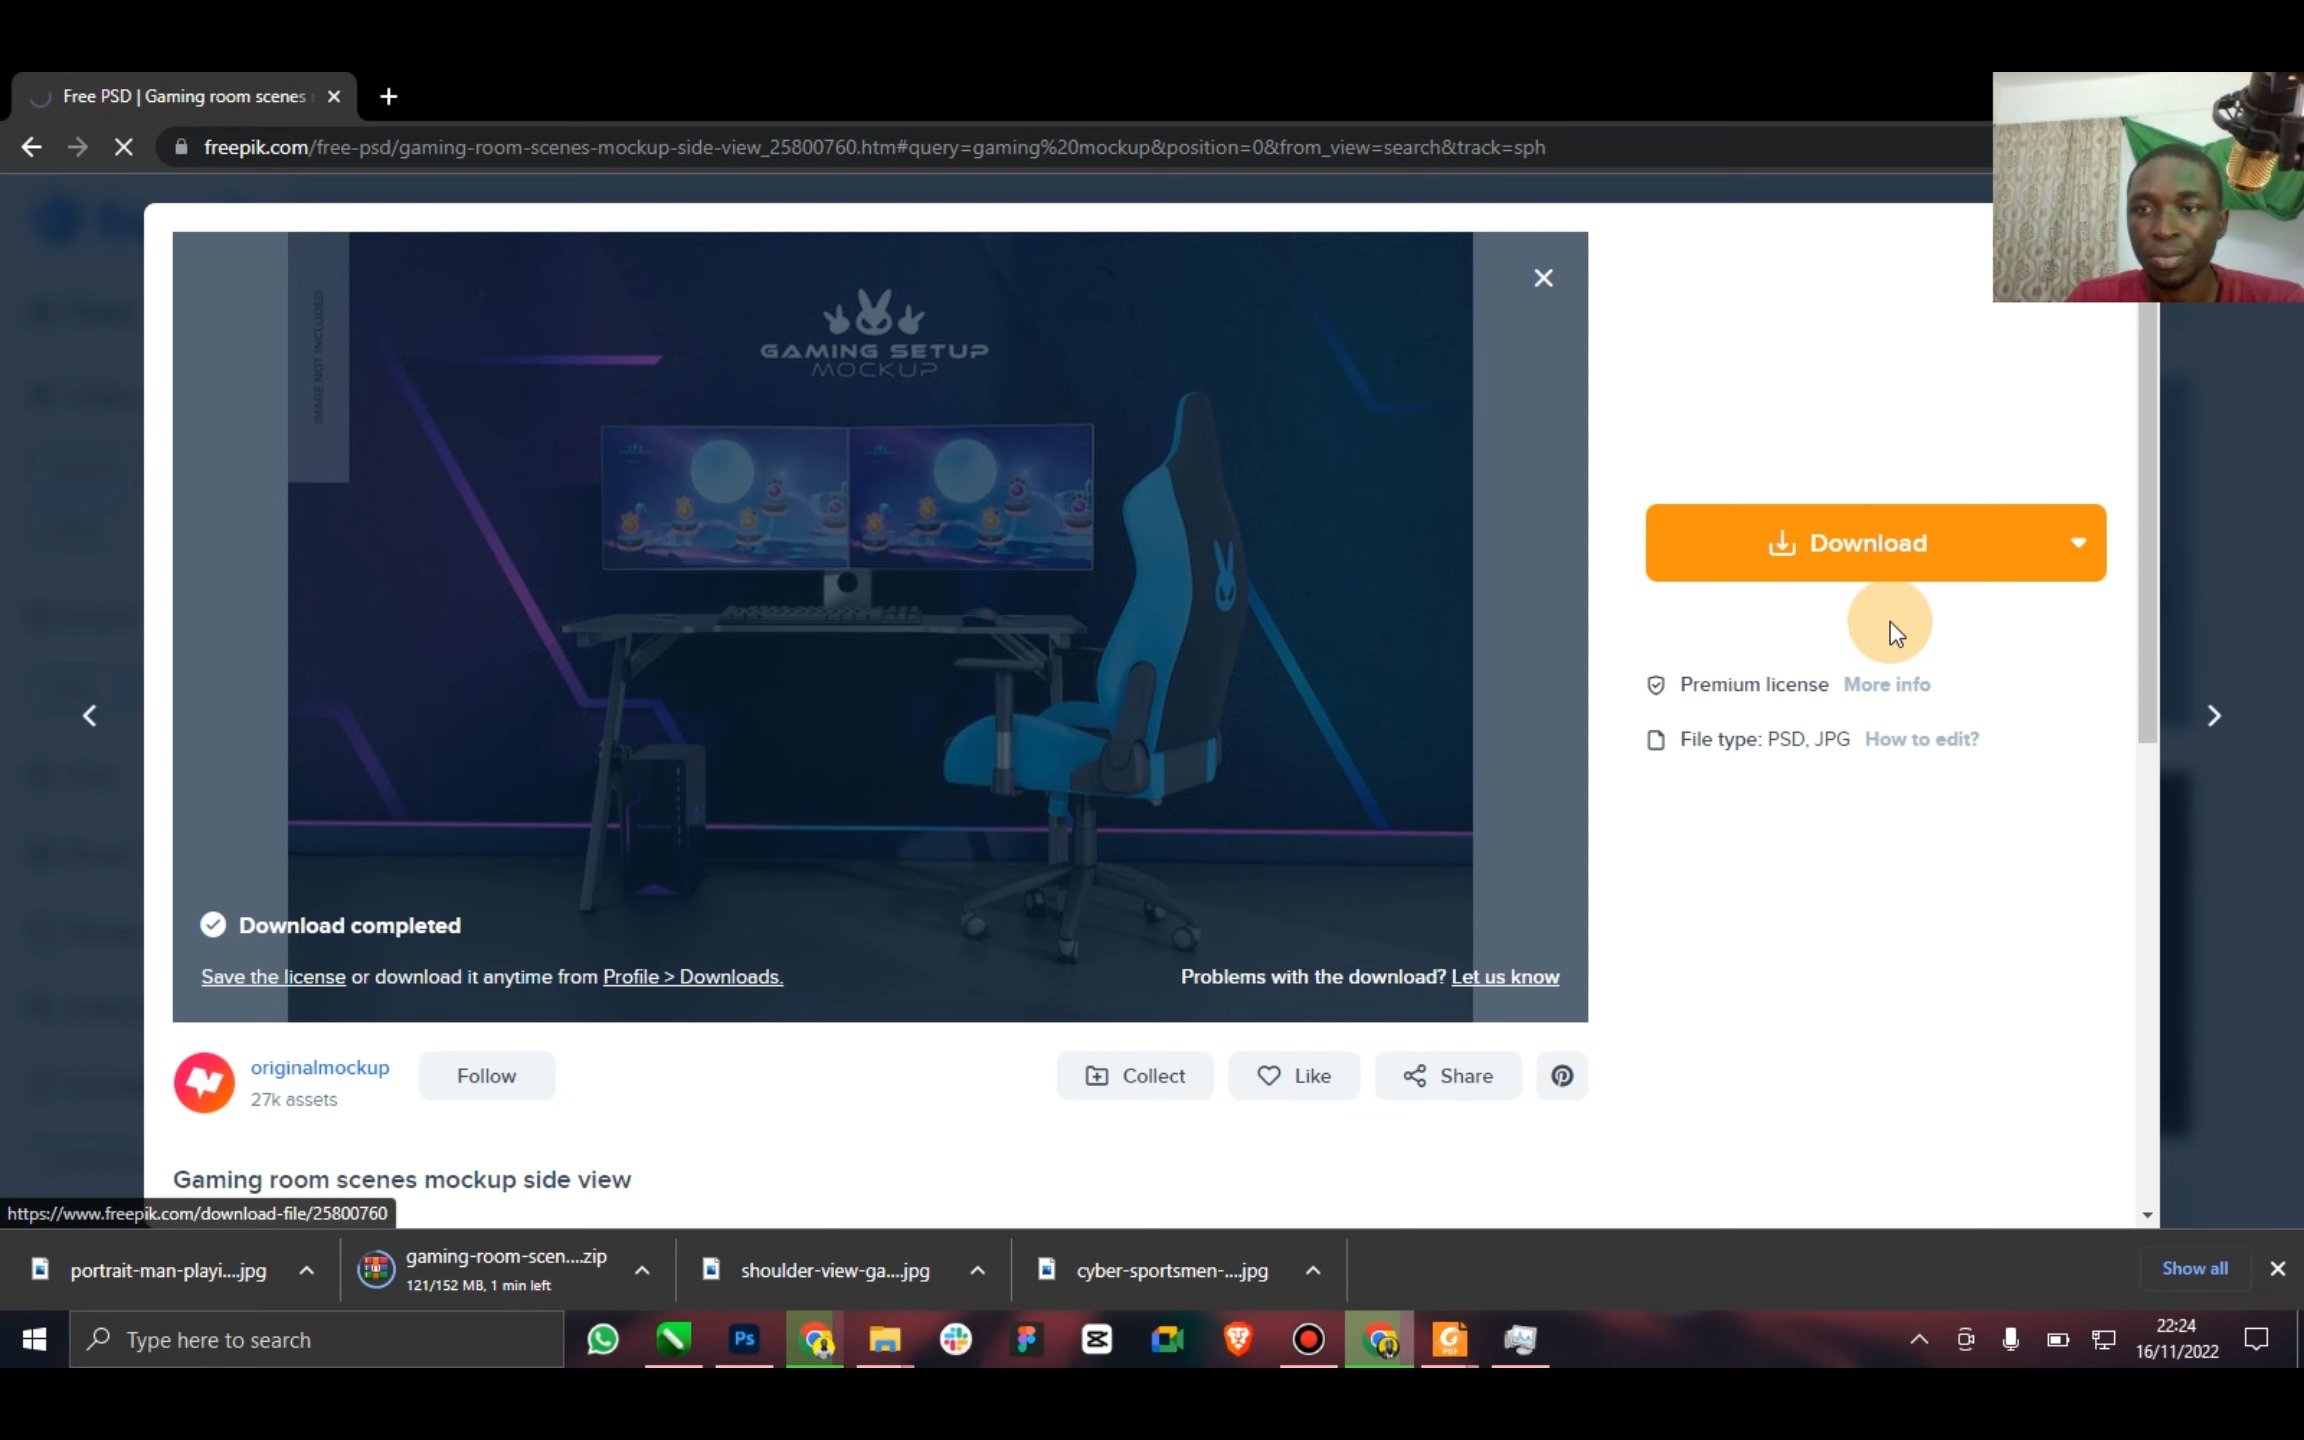 Free PSD | Gaming room scenes
freepik.com/free-psd/gaming-room-scenes-mockup-side-view_25800760.htm#query=gaming%20mockup&position=0&from_view=search&track=sph
IMAGE NOT INCLUDED
GAMING SETUP
MOCKUP
Download
Premium license More info
File type: PSD, JPG How to edit?
Download completed
Save the license or download it anytime from Profile > Downloads.
Problems with the download? Let us know
originalmockup
27k assets
Follow
Collect
Like
Share
Gaming room scenes mockup side view
https://www.freepik.com/download-file/25800760
portrait-man-playi....jpg
gaming-room-scen....zip
121/152 MB, 1 min left
shoulder-view-ga....jpg
cyber-sportsmen-....jpg
Show all
Type here to search
Ps
PDF
22:24
16/11/2022